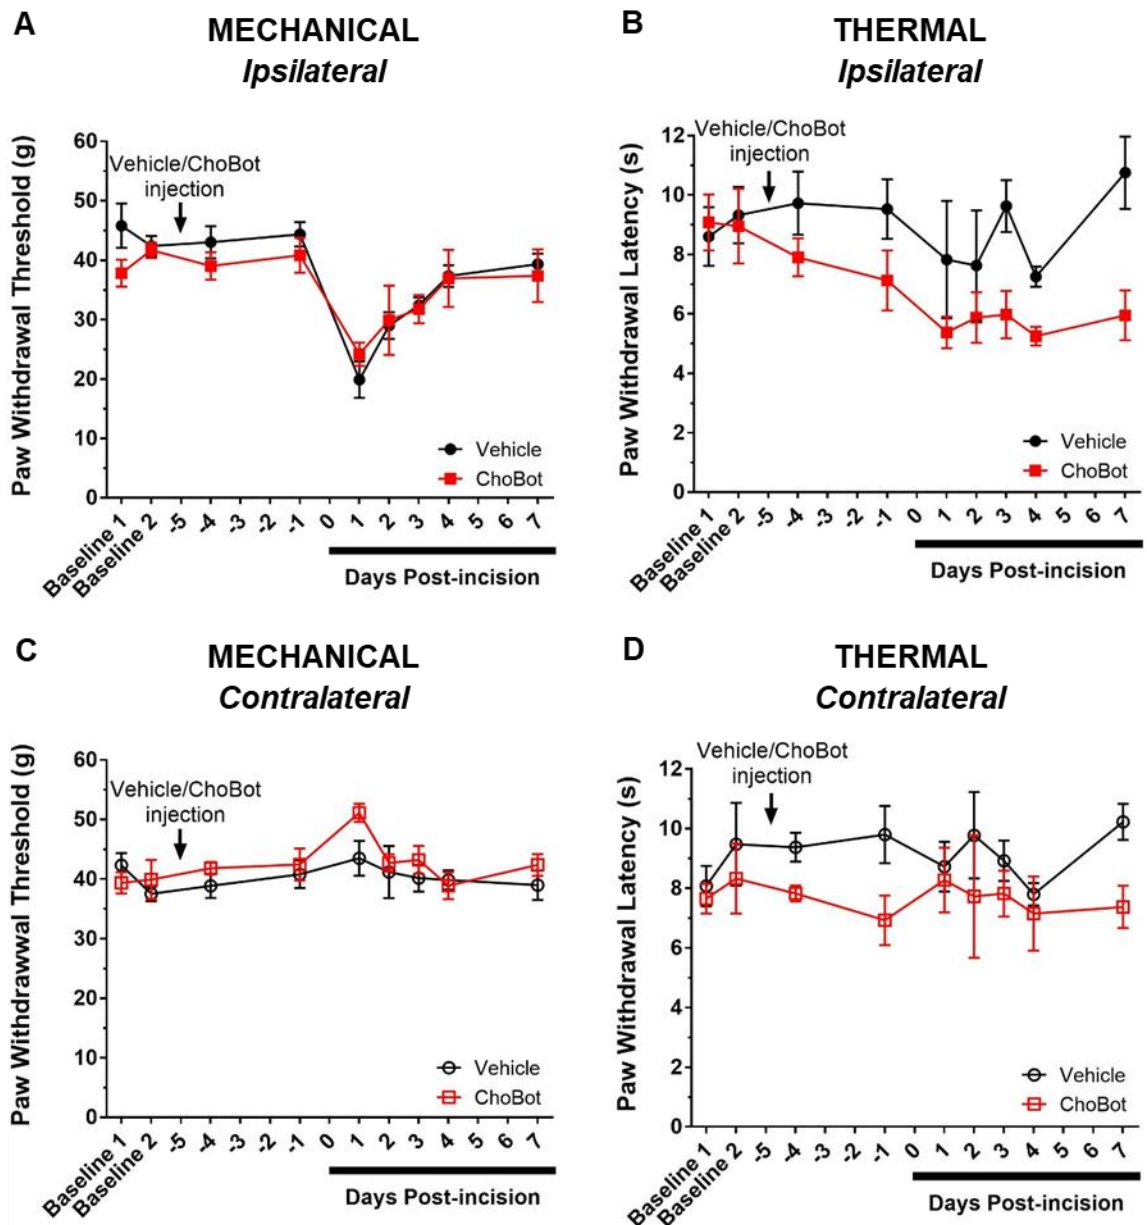 A
MECHANICAL
Ipsilateral
Paw Withdrawal Threshold (g)
60
50
40
30
20
10
0
Vehicle/ChoBot
injection
Vehicle
ChoBot
Baseline 1
Baseline 2
-5
-4
-3
-2
-1
0
1
2
3
4
5
6
7
Days Post-incision
B
THERMAL
Ipsilateral
Paw Withdrawal Latency (s)
12
10
8
6
4
2
0
Vehicle/ChoBot
injection
Vehicle
ChoBot
Baseline 1
Baseline 2
-5
-4
-3
-2
-1
0
1
2
3
4
5
6
7
Days Post-incision
C
MECHANICAL
Contralateral
Paw Withdrawwal Threshold (g)
60
50
40
30
20
10
0
Vehicle/ChoBot
injection
Vehicle
ChoBot
Baseline 1
Baseline 2
-5
-4
-3
-2
-1
0
1
2
3
4
5
6
7
Days Post-incision
D
THERMAL
Contralateral
Paw Withdrawal Latency (s)
12
10
8
6
4
2
0
Vehicle/ChoBot
injection
Vehicle
ChoBot
Baseline 1
Baseline 2
-5
-4
-3
-2
-1
0
1
2
3
4
5
6
7
Days Post-incision